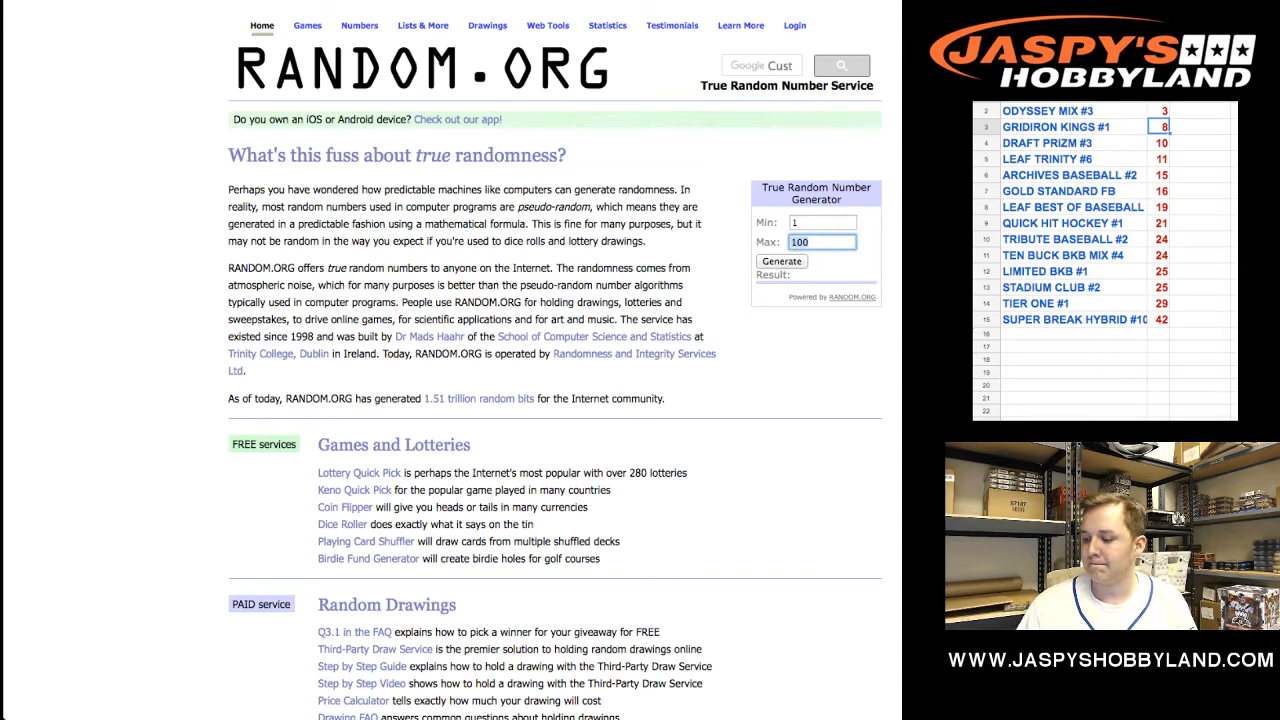 Home Games Numbers Lists & More Drawings Web Tools Statistics Testimonials Learn More Login
RANDOM.ORG
Google Cust
True Random Number Service
Do you own an iOS or Android device? Check out our app!
What's this fuss about true randomness?
Perhaps you have wondered how predictable machines like computers can generate randomness. In
reality, most random numbers used in computer programs are pseudo-random, which means they are
generated in a predictable fashion using a mathematical formula. This is fine for many purposes, but it
may not be random in the way you expect if you're used to dice rolls and lottery drawings.
RANDOM.ORG offers true random numbers to anyone on the Internet. The randomness comes from
atmospheric noise, which for many purposes is better than the pseudo-random number algorithms
typically used in computer programs. People use RANDOM.ORG for holding drawings, lotteries and
sweepstakes, to drive online games, for scientific applications and for art and music. The service has
existed since 1998 and was built by Dr Mads Haahr of the School of Computer Science and Statistics at
Trinity College, Dublin in Ireland. Today, RANDOM.ORG is operated by Randomness and Integrity Services
Ltd.
As of today, RANDOM.ORG has generated 1.51 trillion random bits for the Internet community.
True Random Number
Generator
Min: 1
Max: 100
Generate
Result:
Powered by RANDOM.ORG
FREE services
Games and Lotteries
Lottery Quick Pick is perhaps the Internet's most popular with over 280 lotteries
Keno Quick Pick for the popular game played in many countries
Coin Flipper will give you heads or tails in many currencies
Dice Roller does exactly what it says on the tin
Playing Card Shuffler will draw cards from multiple shuffled decks
Birdie Fund Generator will create birdie holes for golf courses
PAID service
Random Drawings
Q3.1 in the FAQ explains how to pick a winner for your giveaway for FREE
Third-Party Draw Service is the premier solution to holding random drawings online
Step by Step Guide explains how to hold a drawing with the Third-Party Draw Service
Step by Step Video shows how to hold a drawing with the Third-Party Draw Service
Price Calculator tells exactly how much your drawing will cost
Drawing FAQ answers common questions about holding drawings
JASPY'S
HOBBYLAND
2 ODYSSEY MIX #3 3
3 GRIDIRON KINGS #1 8
4 DRAFT PRIZM #3 10
5 LEAF TRINITY #6 11
6 ARCHIVES BASEBALL #2 15
7 GOLD STANDARD FB 16
8 LEAF BEST OF BASEBALL 19
9 QUICK HIT HOCKEY #1 21
10 TRIBUTE BASEBALL #2 24
11 TEN BUCK BKB MIX #4 24
12 LIMITED BKB #1 25
13 STADIUM CLUB #2 25
14 TIER ONE #1 29
15 SUPER BREAK HYBRID #10 42
16
17
18
19
20
21
22
WWW.JASPYSHOBBYLAND.COM